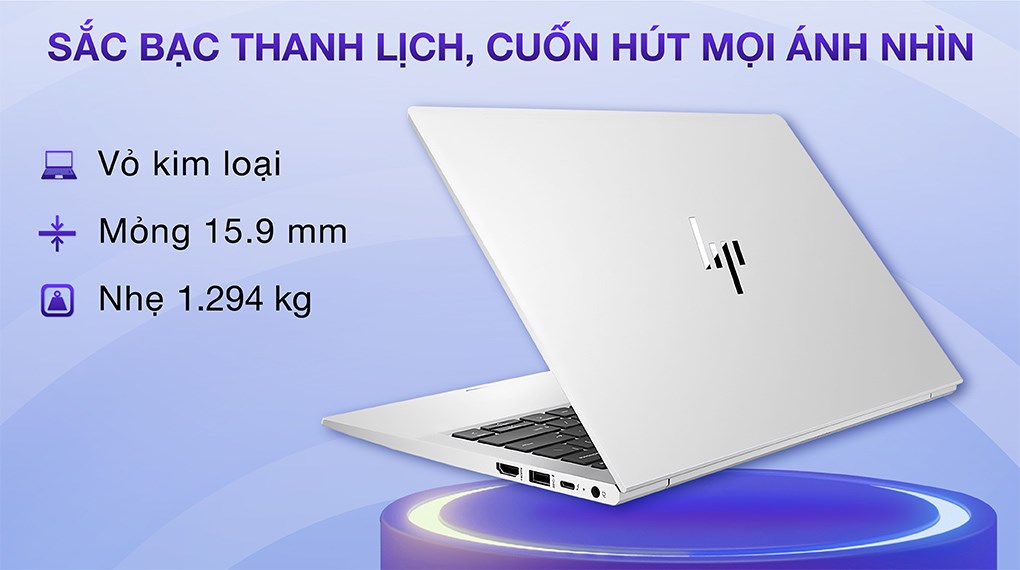 SẮC BẠC THANH LỊCH, CUỐN HÚT MỌI ÁNH NHÌN
Vỏ kim loại
Mỏng 15.9 mm
Nhẹ 1.294 kg
hp